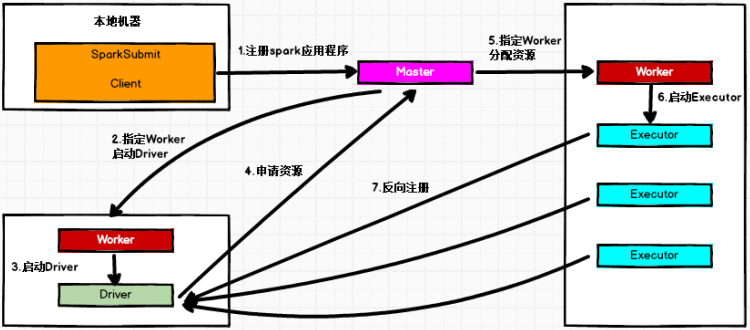 本地机器
SparkSubmit
Client
1.注册spark应用程序
Master
5.指定Worker
分配资源
Worker
6.启动Executor
Executor
2.指定Worker
启动Driver
4.申请资源
7.反向注册
Executor
Worker
3.启动Driver
Driver
Executor